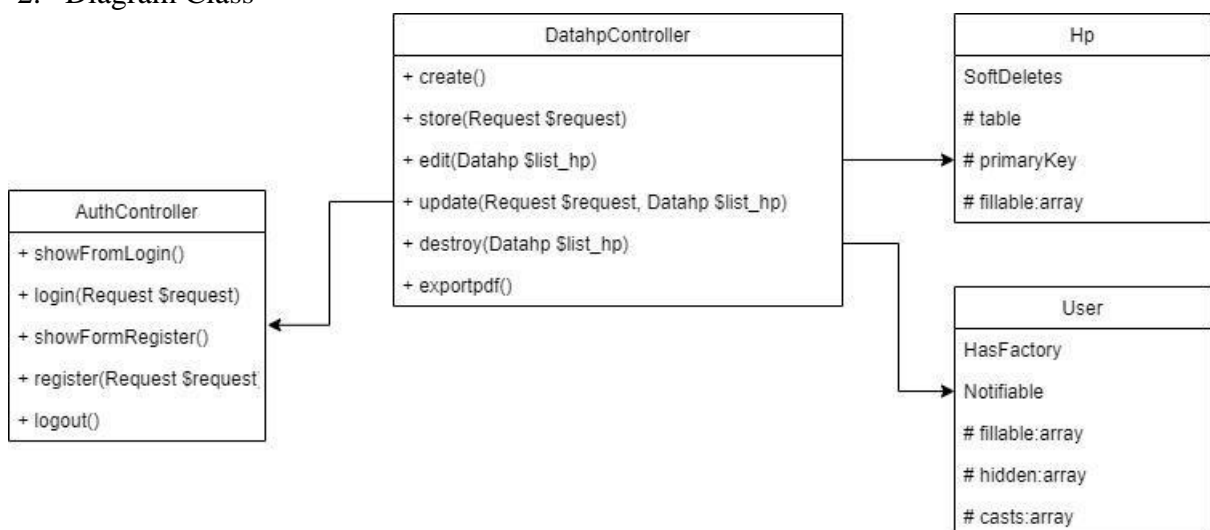 2. Diagram Class
DatahpController
+ create()
+ store(Request $request)
+ edit(Datahp $list_hp)
+ update(Request $request, Datahp $list_hp)
+ destroy(Datahp $list_hp)
+ exportpdf()
Hp
SoftDeletes
# table
# primaryKey
# fillable:array
AuthController
+ showFromLogin()
+ login(Request $request)
+ showFormRegister()
+ register(Request $request
+ logout()
User
HasFactory
Notifiable
# fillable:array
# hidden:array
# casts:array